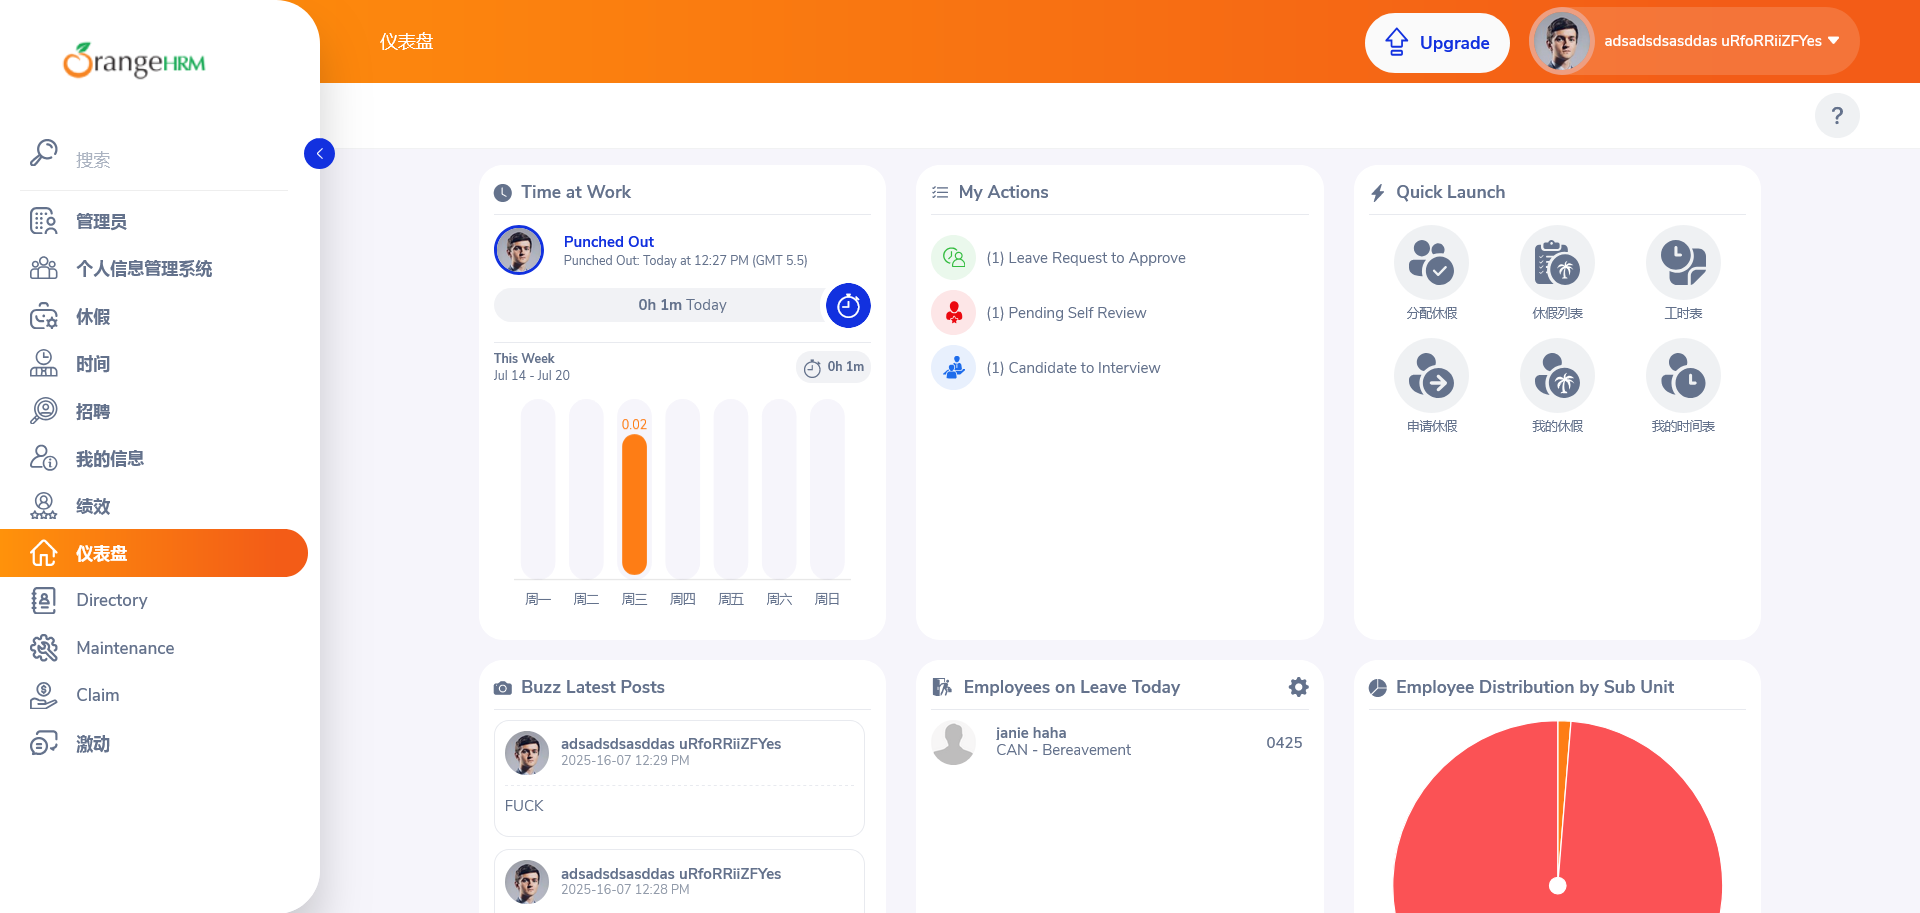 OrangeHRM
仪表盘
Upgrade
adsadsdsasddas uRfoRRiiZFYes
?
搜索
管理员
个人信息管理系统
休假
时间
招聘
我的信息
绩效
仪表盘
Directory
Maintenance
Claim
激动
Time at Work
Punched Out
Punched Out: Today at 12:27 PM (GMT 5.5)
0h 1m Today
This Week
Jul 14 - Jul 20
0h 1m
0.02
周一 周二 周三 周四 周五 周六 周日
My Actions
(1) Leave Request to Approve
(1) Pending Self Review
(1) Candidate to Interview
Quick Launch
分配休假 休假列表 工时表
申请休假 我的休假 我的时间表
Buzz Latest Posts
adsadsdsasddas uRfoRRiiZFYes
2025-16-07 12:29 PM
FUCK
adsadsdsasddas uRfoRRiiZFYes
2025-16-07 12:28 PM
Employees on Leave Today
janie haha
CAN - Bereavement
0425
Employee Distribution by Sub Unit